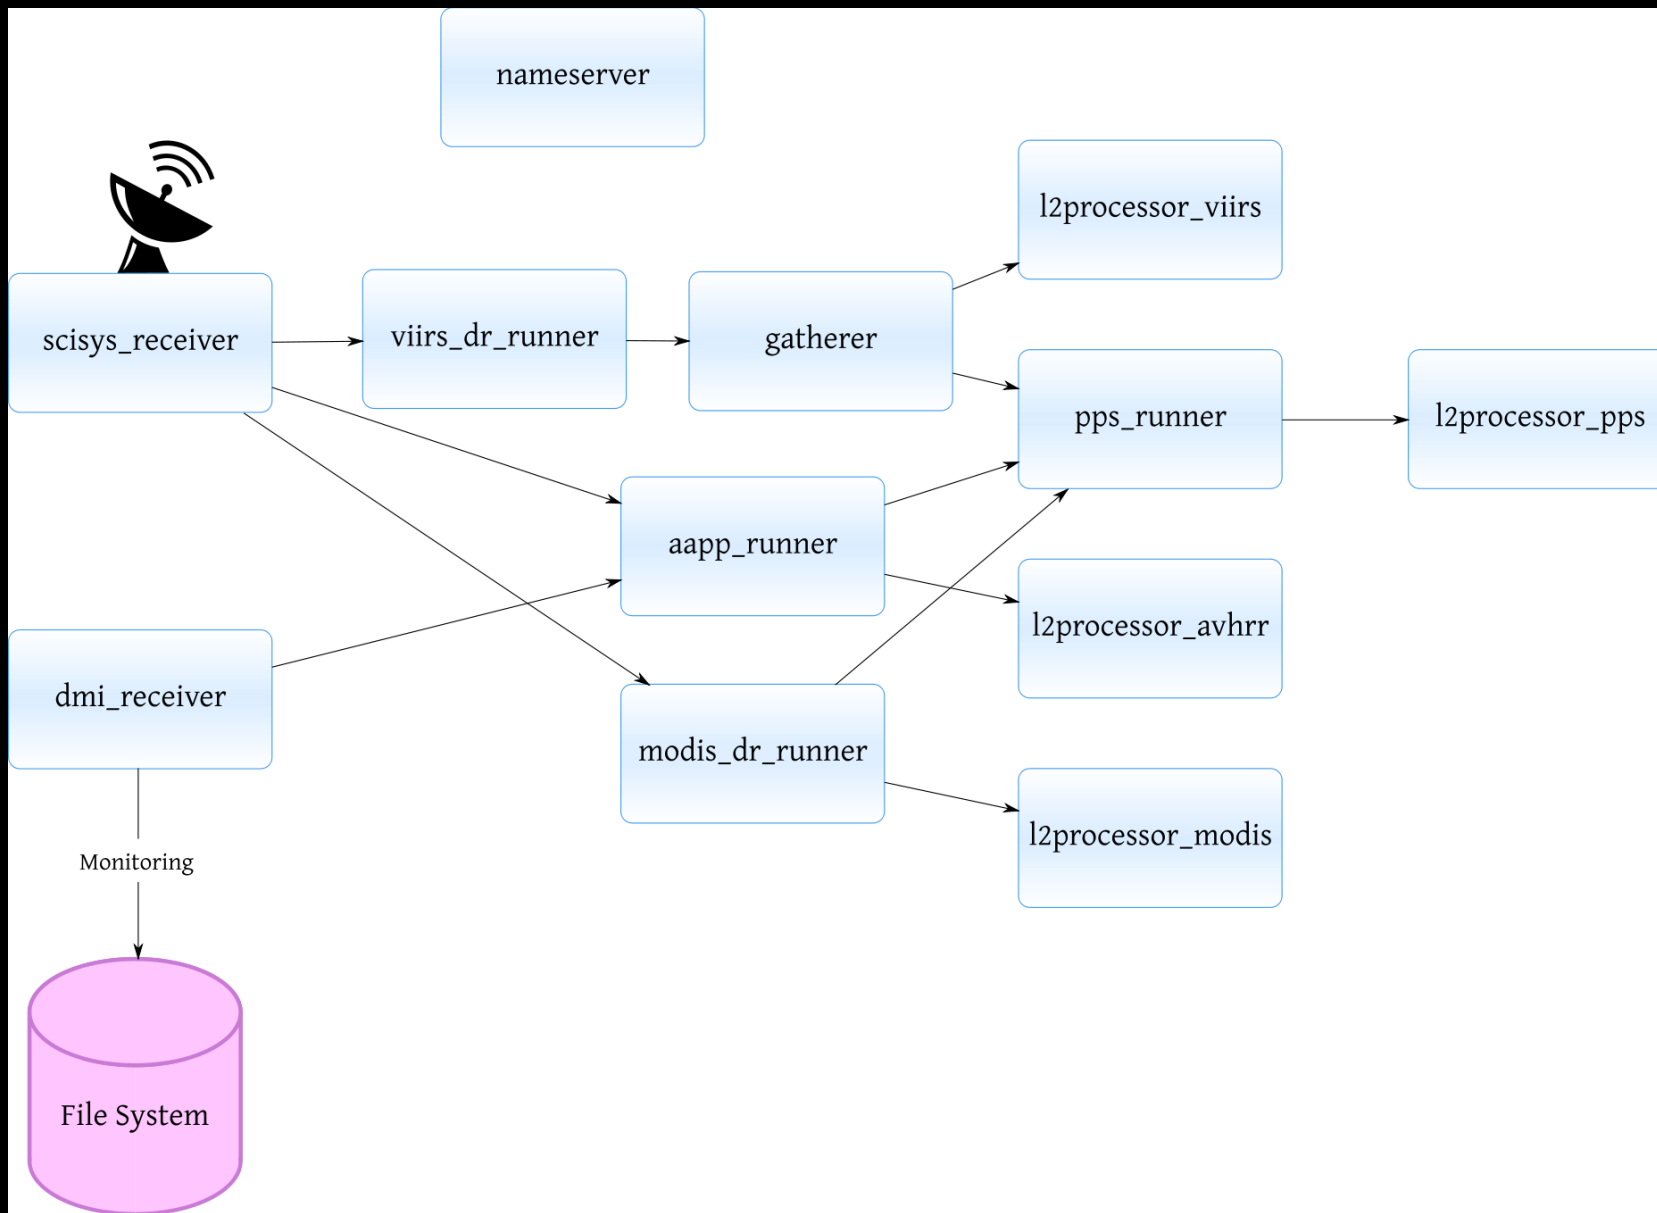 nameserver
l2processor_viirs
scisys_receiver
viirs_dr_runner
gatherer
pps_runner
l2processor_pps
aapp_runner
l2processor_avhrr
dmi_receiver
modis_dr_runner
l2processor_modis
Monitoring
File System